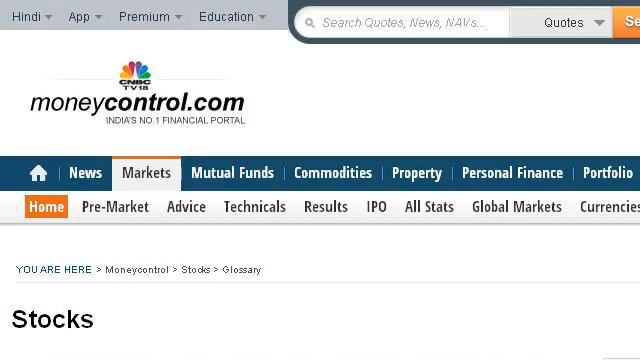 Hindi App Premium Education
Search Quotes, News, NAVs... Quotes
CNBC
TV18
moneycontrol.com
INDIA'S NO.1 FINANCIAL PORTAL
News Markets Mutual Funds Commodities Property Personal Finance Portfolio
Home Pre-Market Advice Technicals Results IPO All Stats Global Markets Currencies
YOU ARE HERE > Moneycontrol > Stocks > Glossary
Stocks